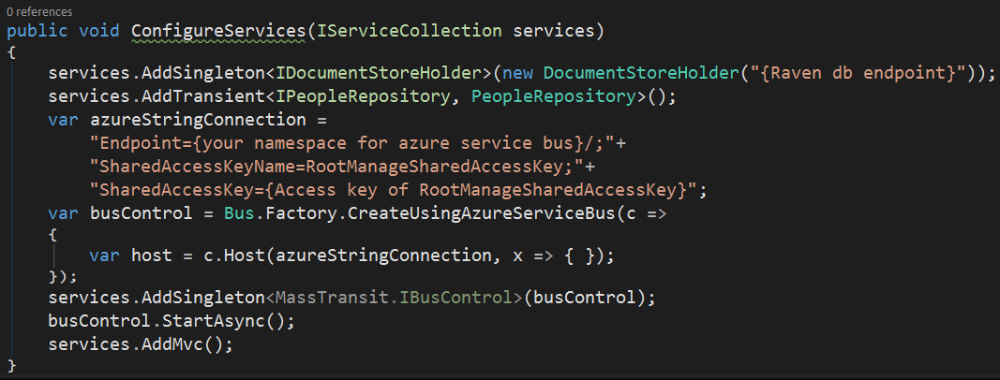 0 references
public void ConfigureServices(IServiceCollection services)
{
    services.AddSingleton<IDocumentStoreHolder>(new DocumentStoreHolder("{Raven db endpoint}"));
    services.AddTransient<IPeopleRepository, PeopleRepository>();
    var azureStringConnection =
        "Endpoint={your namespace for azure service bus}/;"+
        "SharedAccessKeyName=RootManageSharedAccessKey;"+
        "SharedAccessKey={Access key of RootManageSharedAccessKey}";
    var busControl = Bus.Factory.CreateUsingAzureServiceBus(c =>
    {
        var host = c.Host(azureStringConnection, x => { });
    });
    services.AddSingleton<MassTransit.IBusControl>(busControl);
    busControl.StartAsync();
    services.AddMvc();
}